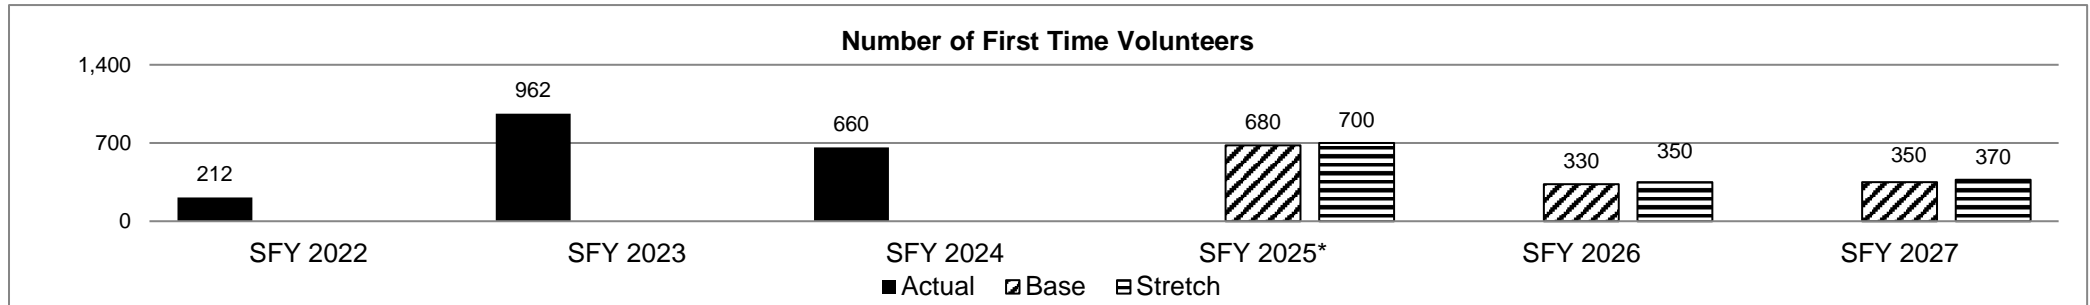 Number of First Time Volunteers
1,400
962
660
680
700
700
212
330
350
350
370
0
SFY 2022
SFY 2023
SFY 2024
SFY 2025*
SFY 2026
SFY 2027
Actual
Base
Stretch